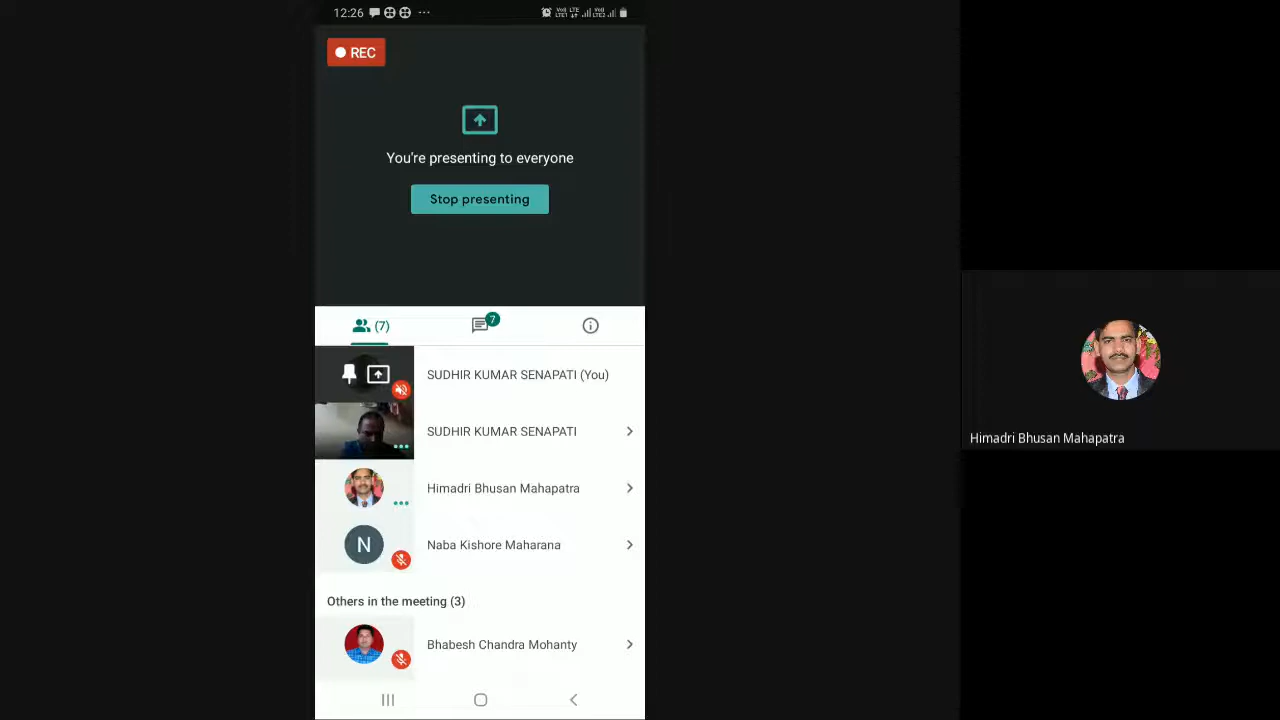 12:26
REC
You're presenting to everyone
Stop presenting
(7)
7
SUDHIR KUMAR SENAPATI (You)
SUDHIR KUMAR SENAPATI
Himadri Bhusan Mahapatra
N
Naba Kishore Maharana
Others in the meeting (3)
Bhabesh Chandra Mohanty
Himadri Bhusan Mahapatra